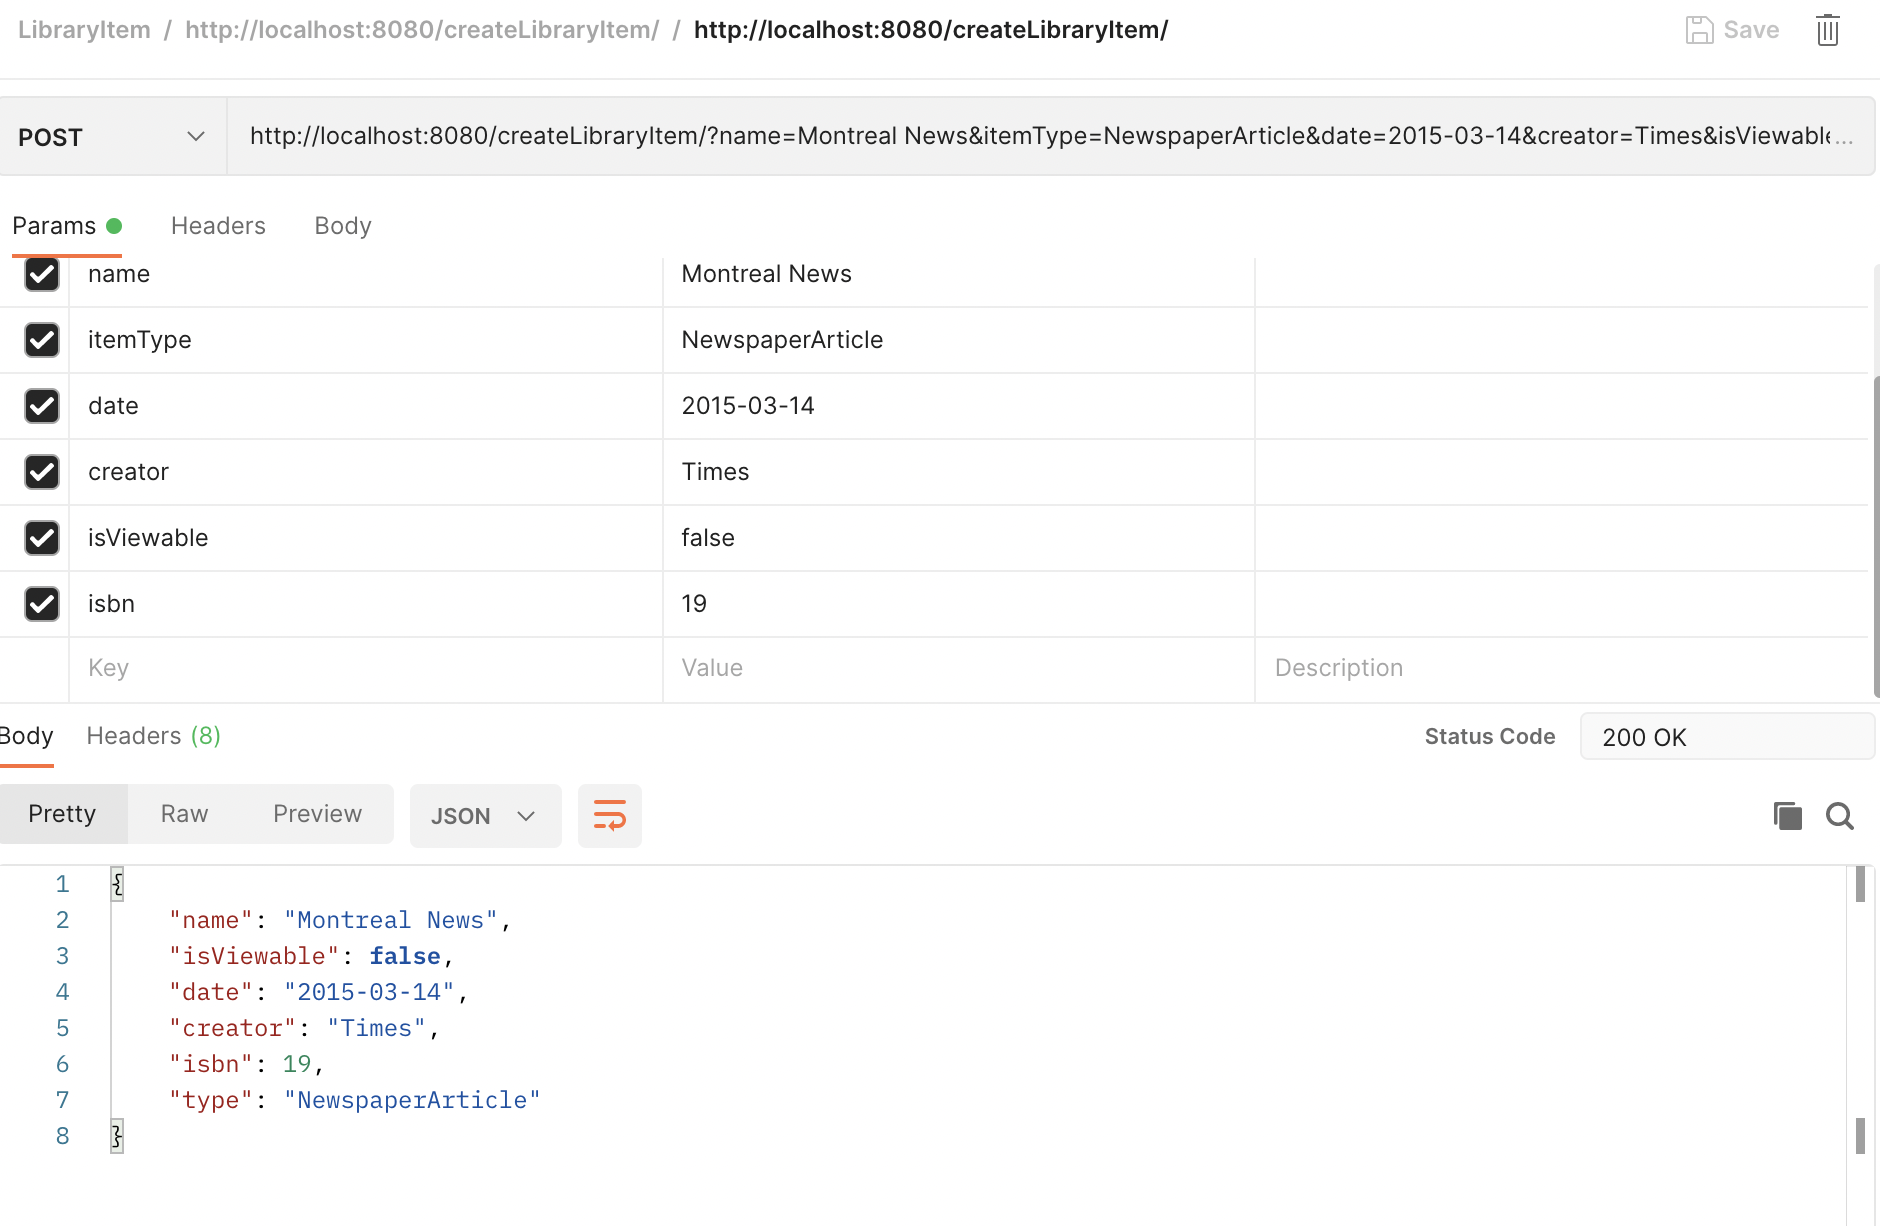 LibraryItem / http://localhost:8080/createLibraryItem/ / http://localhost:8080/createLibraryItem/ Save
POST http://localhost:8080/createLibraryItem/?name=Montreal News&itemType=NewspaperArticle&date=2015-03-14&creator=Times&isViewable...
Params Headers Body
name Montreal News
itemType NewspaperArticle
date 2015-03-14
creator Times
isViewable false
isbn 19
Key Value Description
Body Headers (8) Status Code 200 OK
Pretty Raw Preview JSON
1 {
2 "name": "Montreal News",
3 "isViewable": false,
4 "date": "2015-03-14",
5 "creator": "Times",
6 "isbn": 19,
7 "type": "NewspaperArticle"
8 }